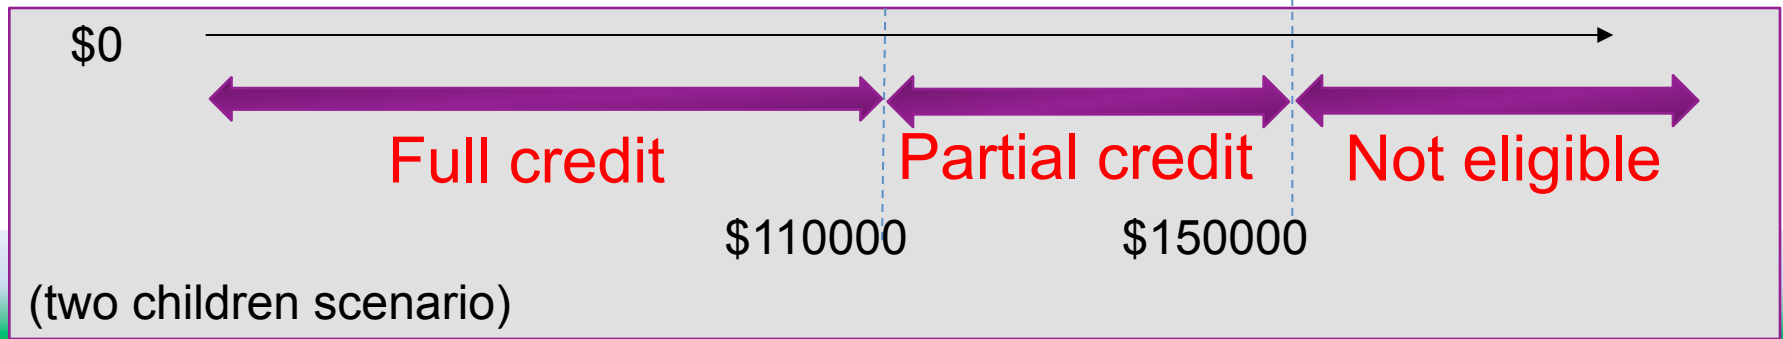 $0
Full credit Partial credit Not eligible
$110000 $150000
(two children scenario)